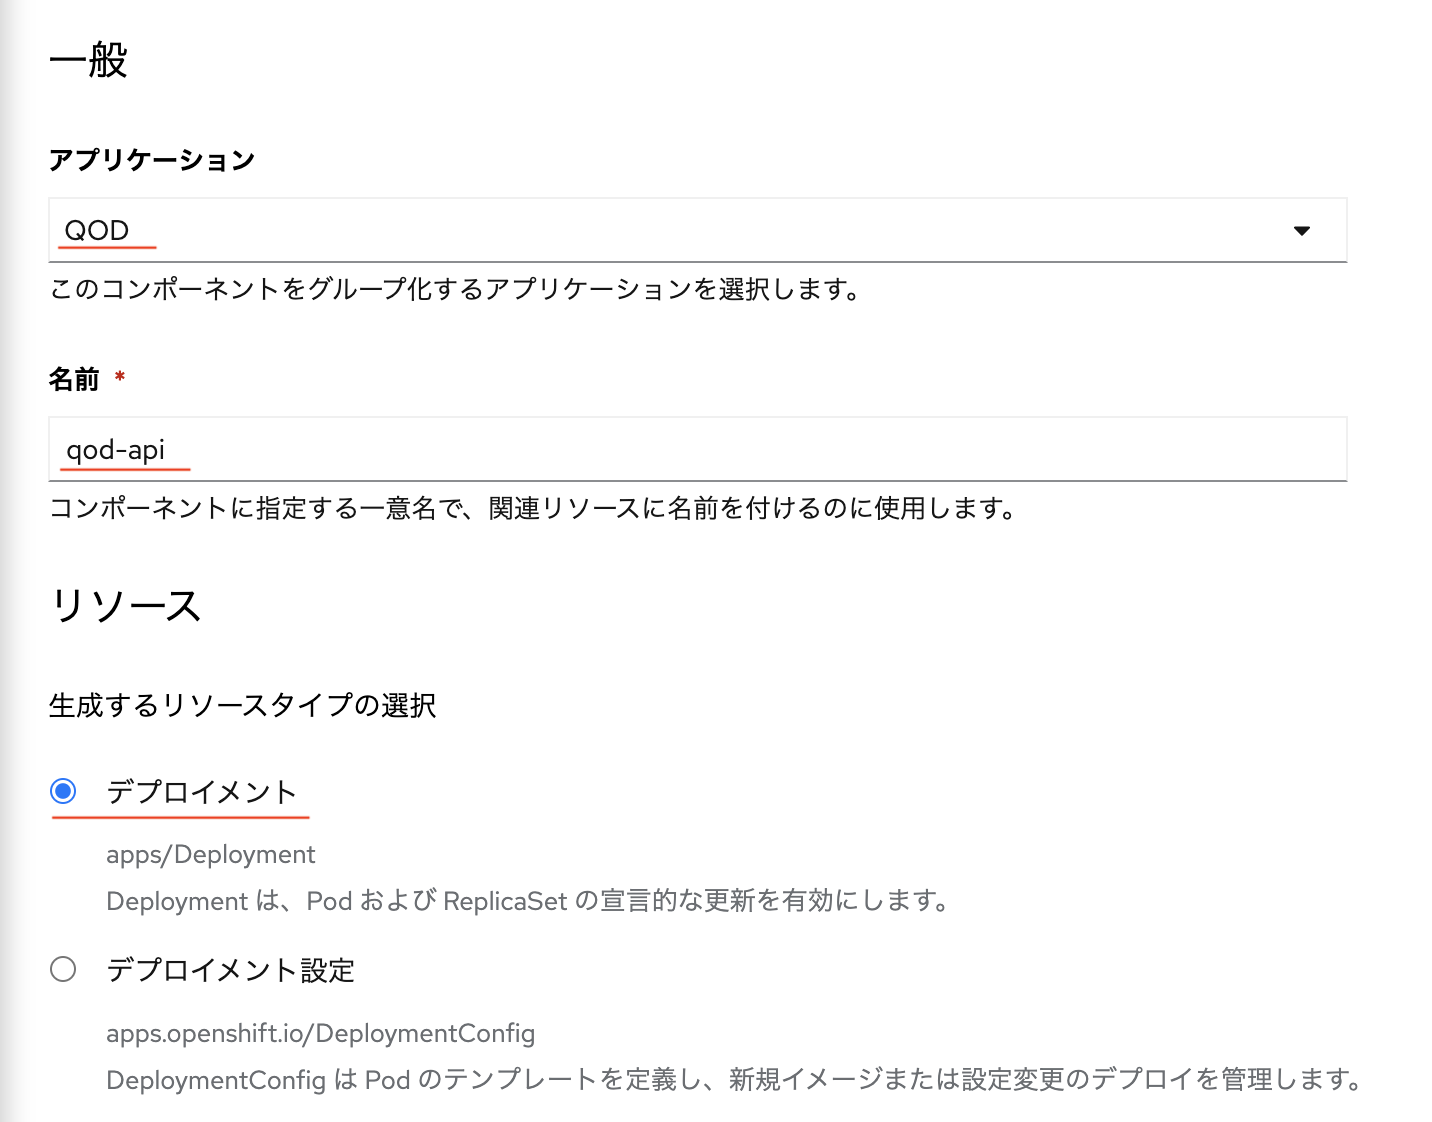 一般
アプリケーション
QOD
このコンポーネントをグループ化するアプリケーションを選択します。
名前 *
qod-api
コンポーネントに指定する一意名で、関連リソースに名前を付けるのに使用します。
リソース
生成するリソースタイプの選択
デプロイメント
apps/Deployment
Deployment は、Pod および ReplicaSet の宣言的な更新を有効にします。
デプロイメント設定
apps.openshift.io/DeploymentConfig
DeploymentConfig は Pod のテンプレートを定義し、新規イメージまたは設定変更のデプロイを管理します。